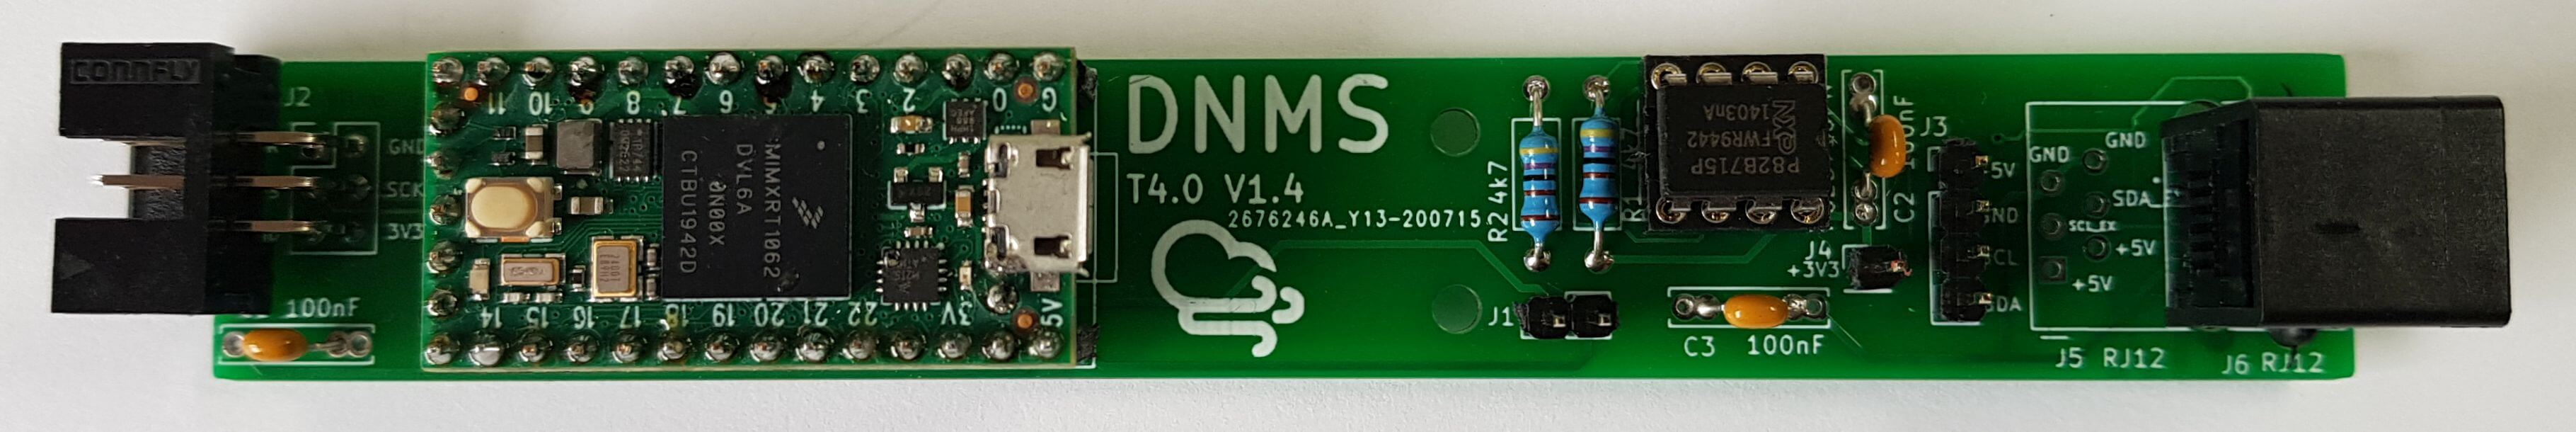 CONNFLY
J2
GND
SCK
3V3
100nF
11 10 9 8 7 6 5 4 3 2 0 G
MIMXRT1062
DVL6A
0N00X
CTBU1942D
14 15 16 17 18 19 20 21 22 3V 5V
DNMS
T4.0 V1.4
2676246A_Y13-200715
R2 4k7
R1 4k7
P82B715P
FWR9442
1403nA
NXP
C2 100nF
J1
J4
+3V3
C3 100nF
J3
5V
GND
SCL
SDA
GND
GND
SDA
SCL_EX
+5V
+5V
J5 RJ12
J6 RJ12